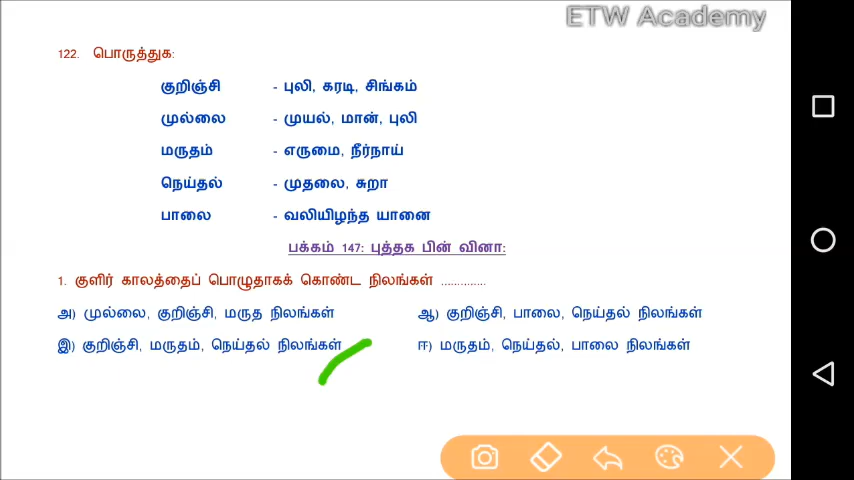 ETW Academy
122. பொருத்துக:
குறிஞ்சி - புலி, கரடி, சிங்கம்
முல்லை - முயல், மான், புலி
மருதம் - எருமை, நீர்நாய்
நெய்தல் - முதலை, சுறா
பாலை - வலியிழந்த யானை
பக்கம் 147: புத்தக பின் வினா:
1. குளிர் காலத்தைப் பொழுதாகக் கொண்ட நிலங்கள் ..............
அ) முல்லை, குறிஞ்சி, மருத நிலங்கள் ஆ) குறிஞ்சி, பாலை, நெய்தல் நிலங்கள்
இ) குறிஞ்சி, மருதம், நெய்தல் நிலங்கள் ஈ) மருதம், நெய்தல், பாலை நிலங்கள்